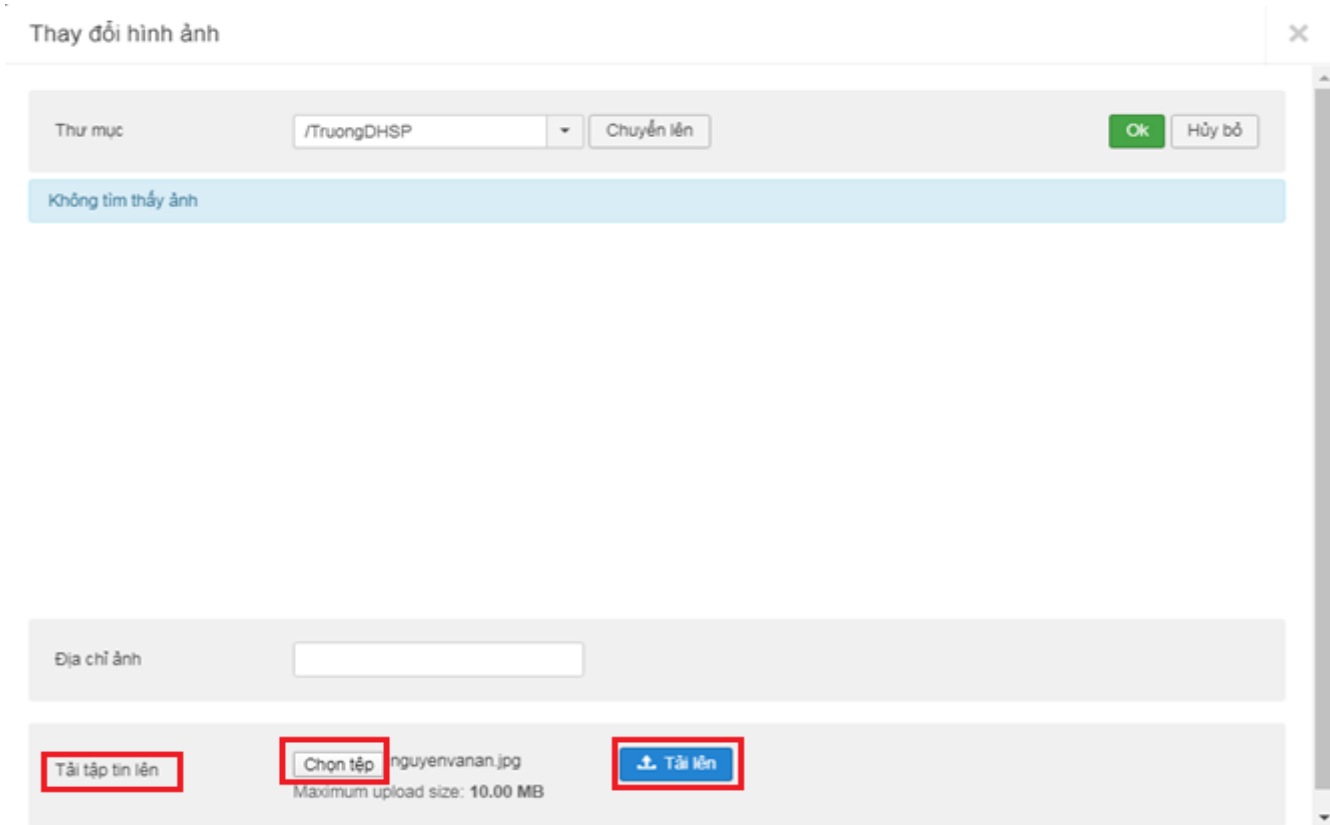 Thay đổi hình ảnh
Thư mục /TruongDHSP Chuyển lên Ok Hủy bỏ
Không tìm thấy ảnh
Địa chỉ ảnh
Tải tập tin lên Chọn tệp nguyenvanan.jpg Tải lên
Maximum upload size: 10.00 MB